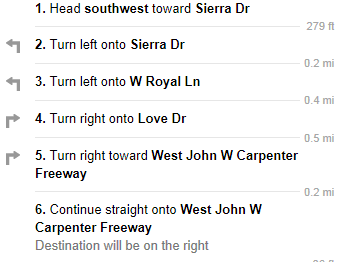 1. Head southwest toward Sierra Dr
279 ft
2. Turn left onto Sierra Dr
0.2 mi
3. Turn left onto W Royal Ln
0.4 mi
4. Turn right onto Love Dr
0.5 mi
5. Turn right toward West John W Carpenter
Freeway
0.2 mi
6. Continue straight onto West John W
Carpenter Freeway
Destination will be on the right